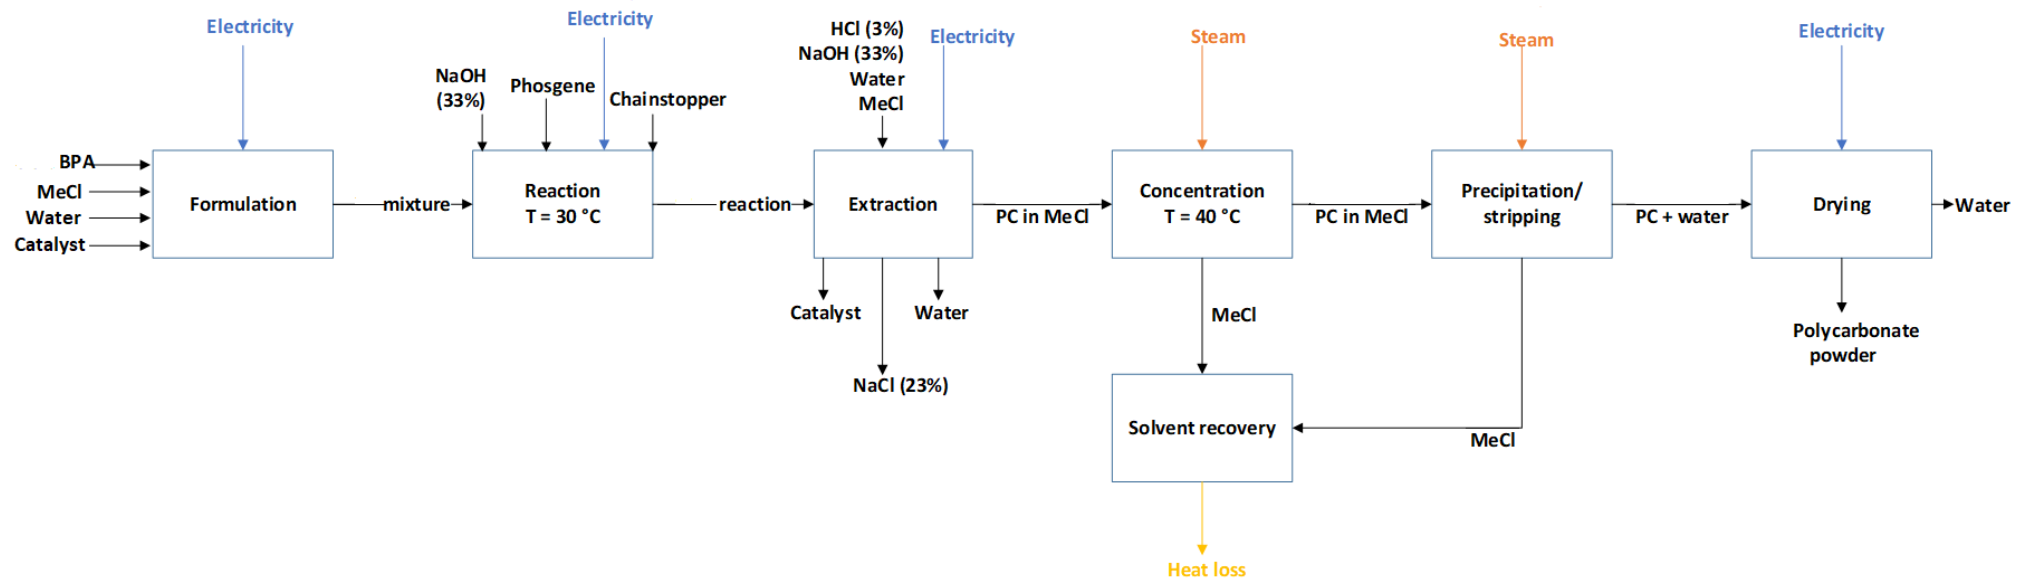 Electricity
Electricity
HCl (3%)
NaOH (33%)
Water
MeCl
Electricity
Steam
Steam
Electricity
NaOH
(33%)
Phosgene
Chainstopper
BPA
MeCl
Water
Catalyst
Formulation
mixture
Reaction
T = 30 °C
reaction
Extraction
PC in MeCl
Concentration
T = 40 °C
PC in MeCl
Precipitation/
stripping
PC + water
Drying
Water
Catalyst
Water
NaCl (23%)
MeCl
Polycarbonate
powder
Solvent recovery
MeCl
Heat loss